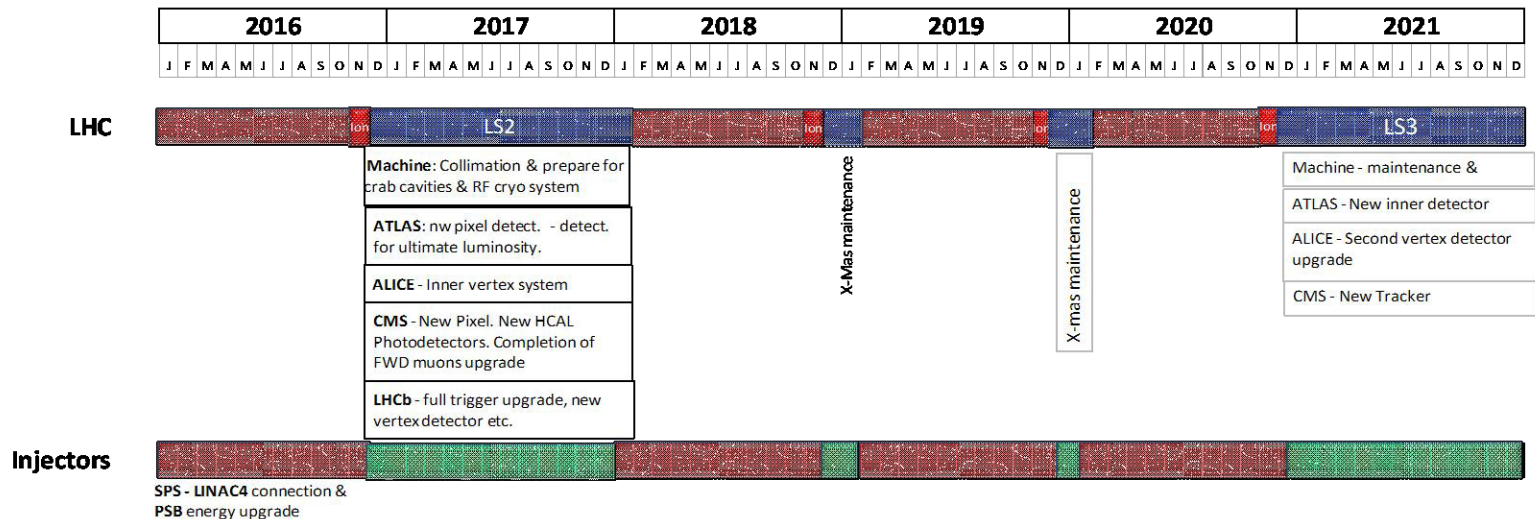 2016 2017 2018 2019 2020 2021
J F M A M J J A S O N D J F M A M J J A S O N D J F M A M J J A S O N D J F M A M J J A S O N D J F M A M J J A S O N D J F M A M J J A S O N D
LHC
Ion LS2 Ion Ion Ion LS3
Machine: Collimation & prepare for
crab cavities & RF cryo system
ATLAS: nw pixel detect. - detect.
for ultimate luminosity.
ALICE - Inner vertex system
CMS - New Pixel. New HCAL
Photodetectors. Completion of
FWD muons upgrade
LHCb - full trigger upgrade, new
vertex detector etc.
X-Mas maintenance
X-mas maintenance
Machine - maintenance &
ATLAS - New inner detector
ALICE - Second vertex detector
upgrade
CMS - New Tracker
Injectors
SPS - LINAC4 connection &
PSB energy upgrade